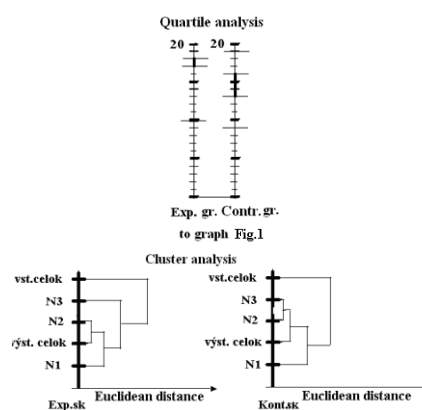 Quartile analysis
20 20
Exp. gr. Contr. gr.
to graph Fig.1
Cluster analysis
vst.celok
N3
N2
výst. celok
N1
Exp.sk
Euclidean distance
vst.celok
N3
N2
výst. celok
N1
Kont.sk
Euclidean distance